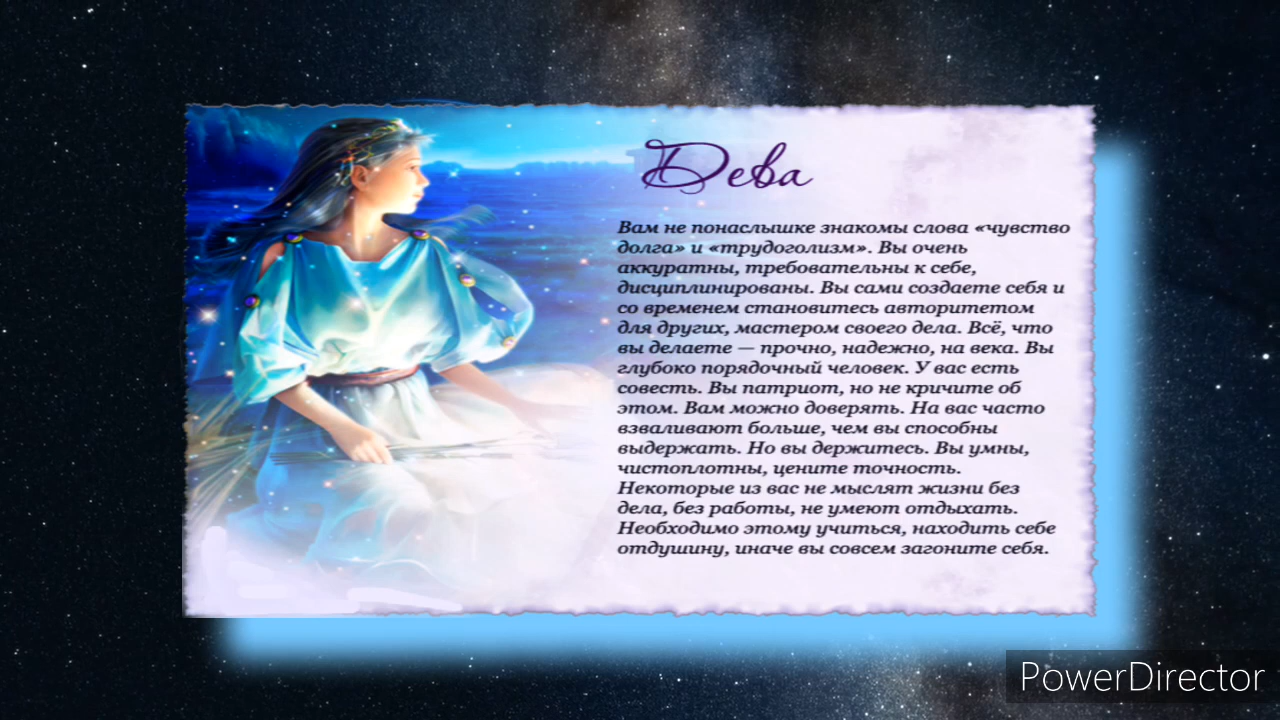 Дева
Вам не понаслышке знакомы слова «чувство
долга» и «трудоголизм». Вы очень
аккуратны, требовательны к себе,
дисциплинированы. Вы сами создаете себя и
со временем становитесь авторитетом
для других, мастером своего дела. Всё, что
вы делаете — прочно, надежно, на века. Вы
глубоко порядочный человек. У вас есть
совесть. Вы патриот, но не кричите об
этом. Вам можно доверять. На вас часто
взваливают больше, чем вы способны
выдержать. Но вы держитесь. Вы умны,
чистоплотны, цените точность.
Некоторые из вас не мыслят жизни без
дела, без работы, не умеют отдыхать.
Необходимо этому учиться, находить себе
отдушину, иначе вы совсем загоните себя.
PowerDirector